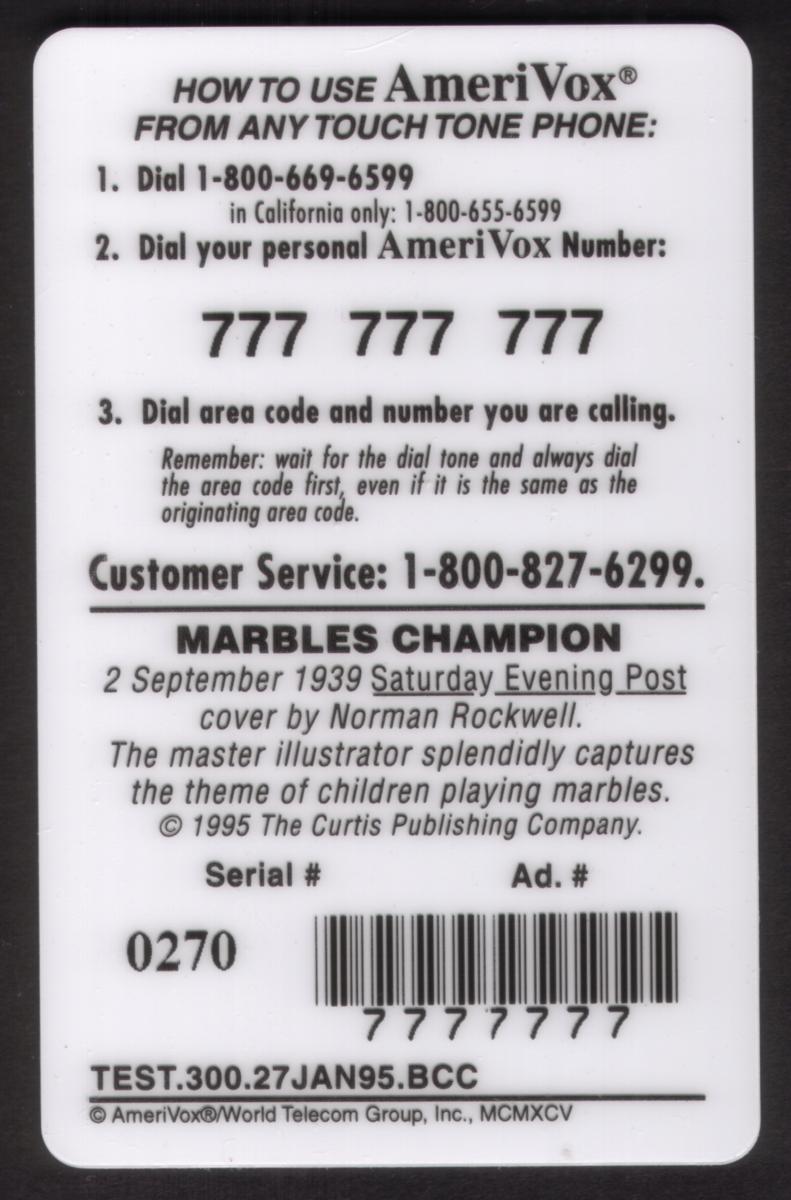 HOW TO USE AmeriVox®
FROM ANY TOUCH TONE PHONE:
1. Dial 1-800-669-6599
in California only: 1-800-655-6599
2. Dial your personal AmeriVox Number:
777 777 777
3. Dial area code and number you are calling.
Remember: wait for the dial tone and always dial
the area code first, even if it is the same as the
originating area code.
Customer Service: 1-800-827-6299.
MARBLES CHAMPION
2 September 1939 Saturday Evening Post
cover by Norman Rockwell.
The master illustrator splendidly captures
the theme of children playing marbles.
© 1995 The Curtis Publishing Company.
Serial # Ad. #
0270
7777777
TEST.300.27JAN95.BCC
© AmeriVox®/World Telecom Group, Inc., MCMXCV